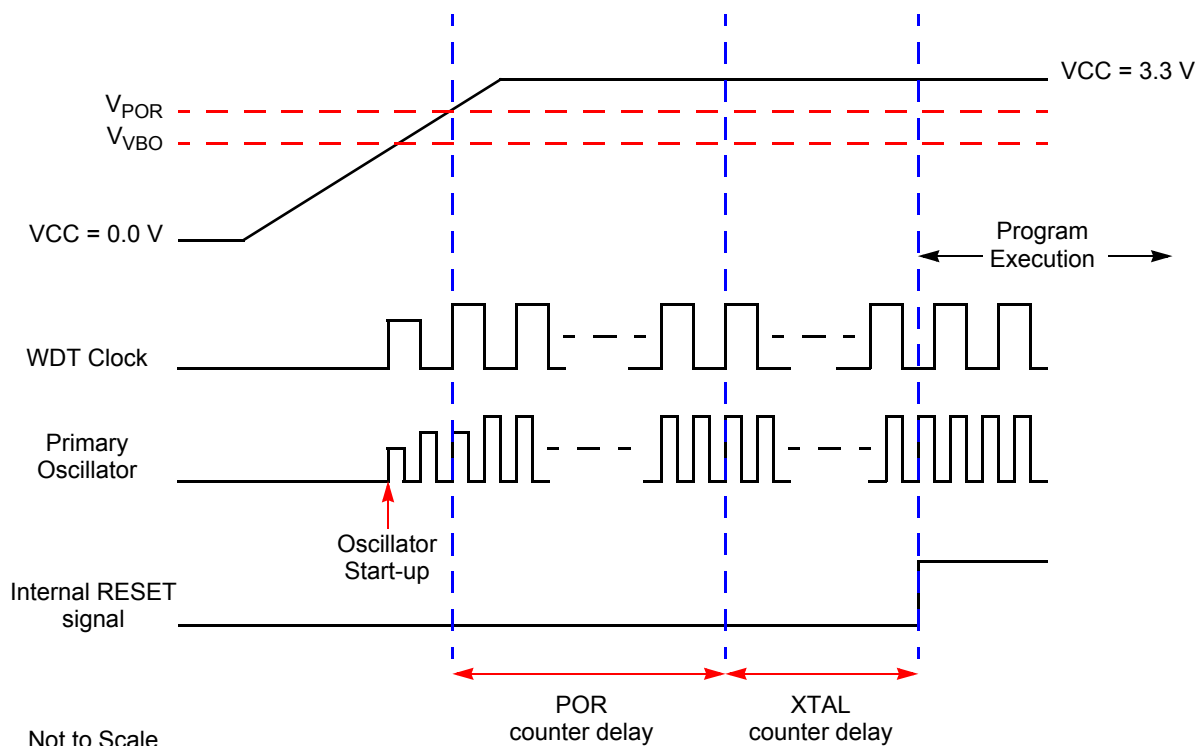 VCC = 3.3 V
VPOR
VVBO
VCC = 0.0 V
Program
Execution
WDT Clock
Primary
Oscillator
Oscillator
Start-up
Internal RESET
signal
POR
counter delay
XTAL
counter delay
Not to Scale